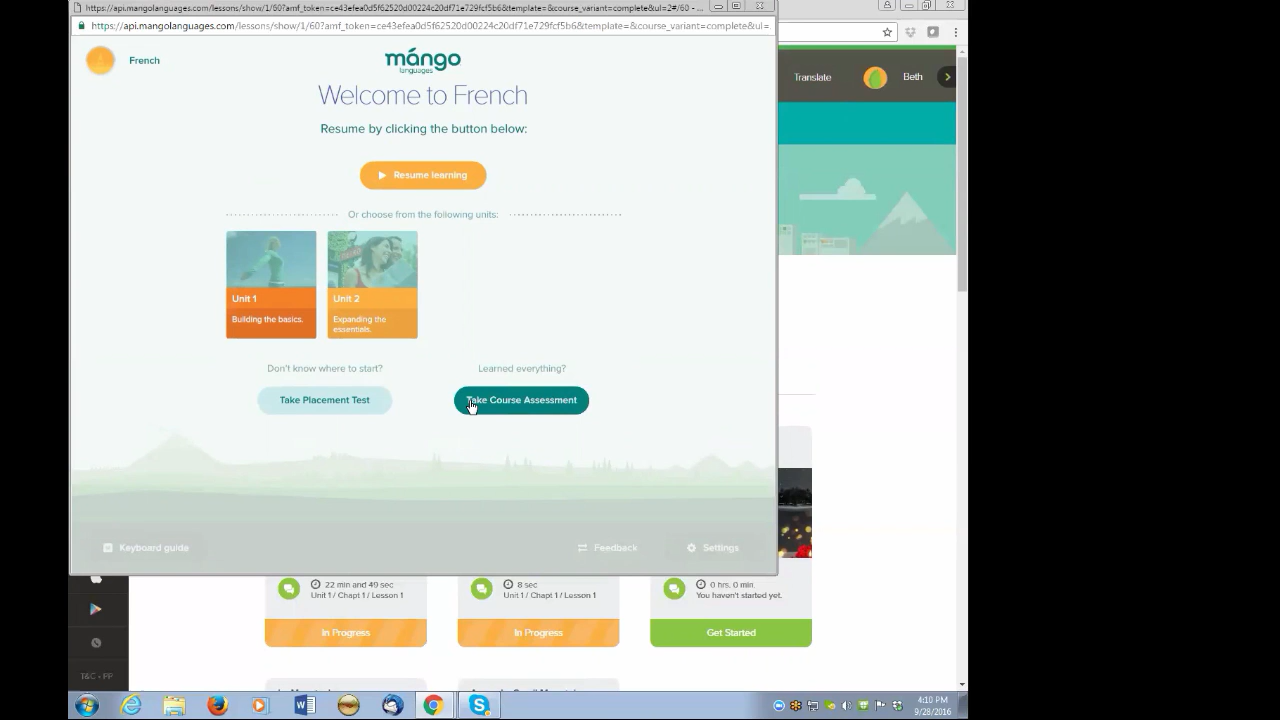 https://api.mangolanguages.com/lessons/show/1/60?amf_token=ce43efea0d5f62520d00224c20df71e729fcf5b6&template=&course_variant=complete&ul=2#/60 - ...
https://api.mangolanguages.com/lessons/show/1/60?amf_token=ce43efea0d5f62520d00224c20df71e729fcf5b6&template=&course_variant=complete&ul=
French
mango
languages
Translate
Beth
Welcome to French
Resume by clicking the button below:
Resume learning
Or choose from the following units:
Unit 1
Building the basics.
Unit 2
Expanding the
essentials.
Don't know where to start?
Learned everything?
Take Placement Test
Take Course Assessment
Keyboard guide
Feedback
Settings
22 min and 49 sec
Unit 1 / Chapt 1 / Lesson 1
8 sec
Unit 1 / Chapt 1 / Lesson 1
0 hrs, 0 min.
You haven't started yet.
In Progress
In Progress
Get Started
T&C • PP
4:10 PM
9/28/2016